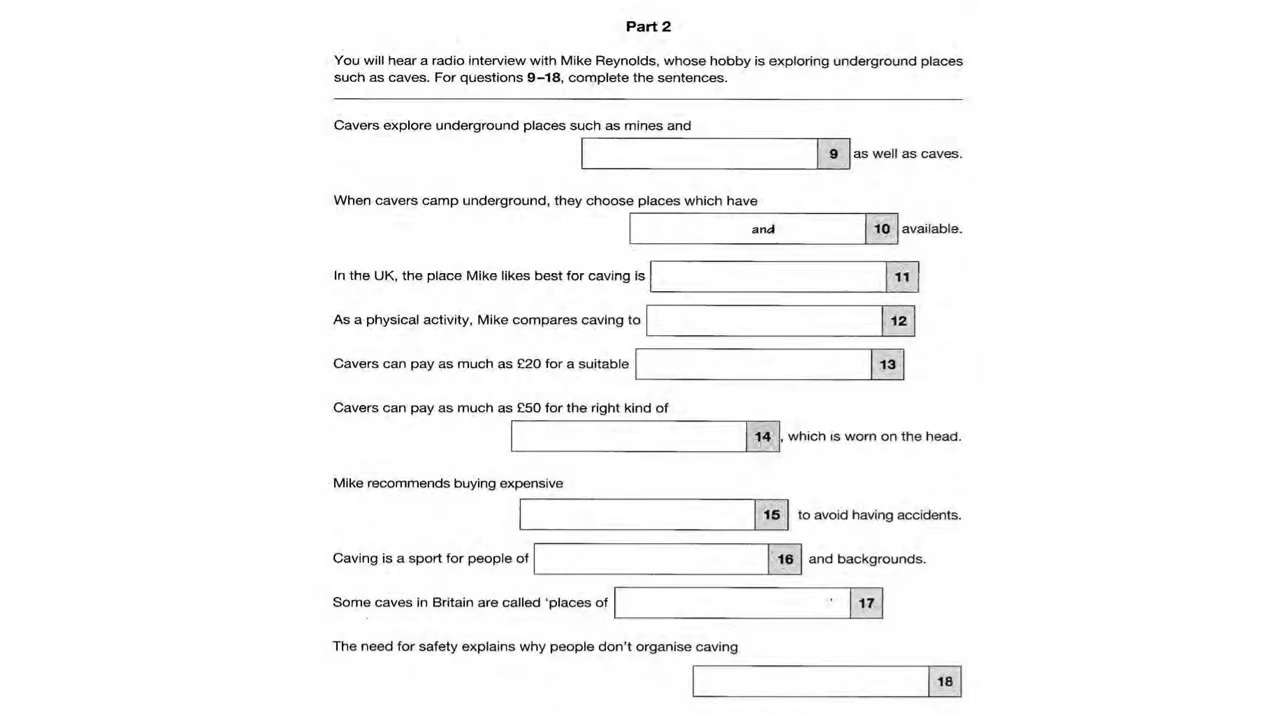 Part 2
You will hear a radio interview with Mike Reynolds, whose hobby is exploring underground places
such as caves. For questions 9–18, complete the sentences.
Cavers explore underground places such as mines and
9 as well as caves.
When cavers camp underground, they choose places which have
and 10 available.
In the UK, the place Mike likes best for caving is 11
As a physical activity, Mike compares caving to 12
Cavers can pay as much as £20 for a suitable 13
Cavers can pay as much as £50 for the right kind of
14 , which is worn on the head.
Mike recommends buying expensive
15 to avoid having accidents.
Caving is a sport for people of 16 and backgrounds.
Some caves in Britain are called ‘places of 17
The need for safety explains why people don’t organise caving
18